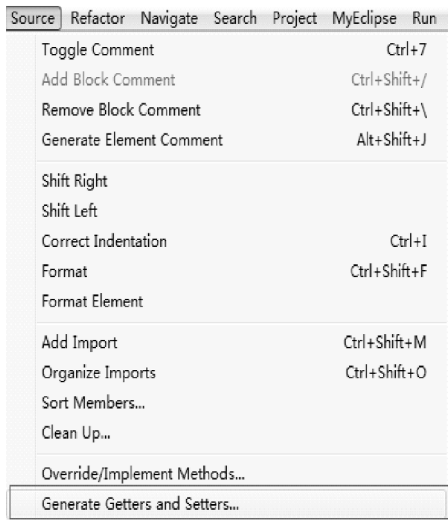 Source Refactor Navigate Search Project MyEclipse Run
Toggle Comment Ctrl+7
Add Block Comment Ctrl+Shift+/
Remove Block Comment Ctrl+Shift+\
Generate Element Comment Alt+Shift+J
Shift Right
Shift Left
Correct Indentation Ctrl+I
Format Ctrl+Shift+F
Format Element
Add Import Ctrl+Shift+M
Organize Imports Ctrl+Shift+O
Sort Members...
Clean Up...
Override/Implement Methods...
Generate Getters and Setters...